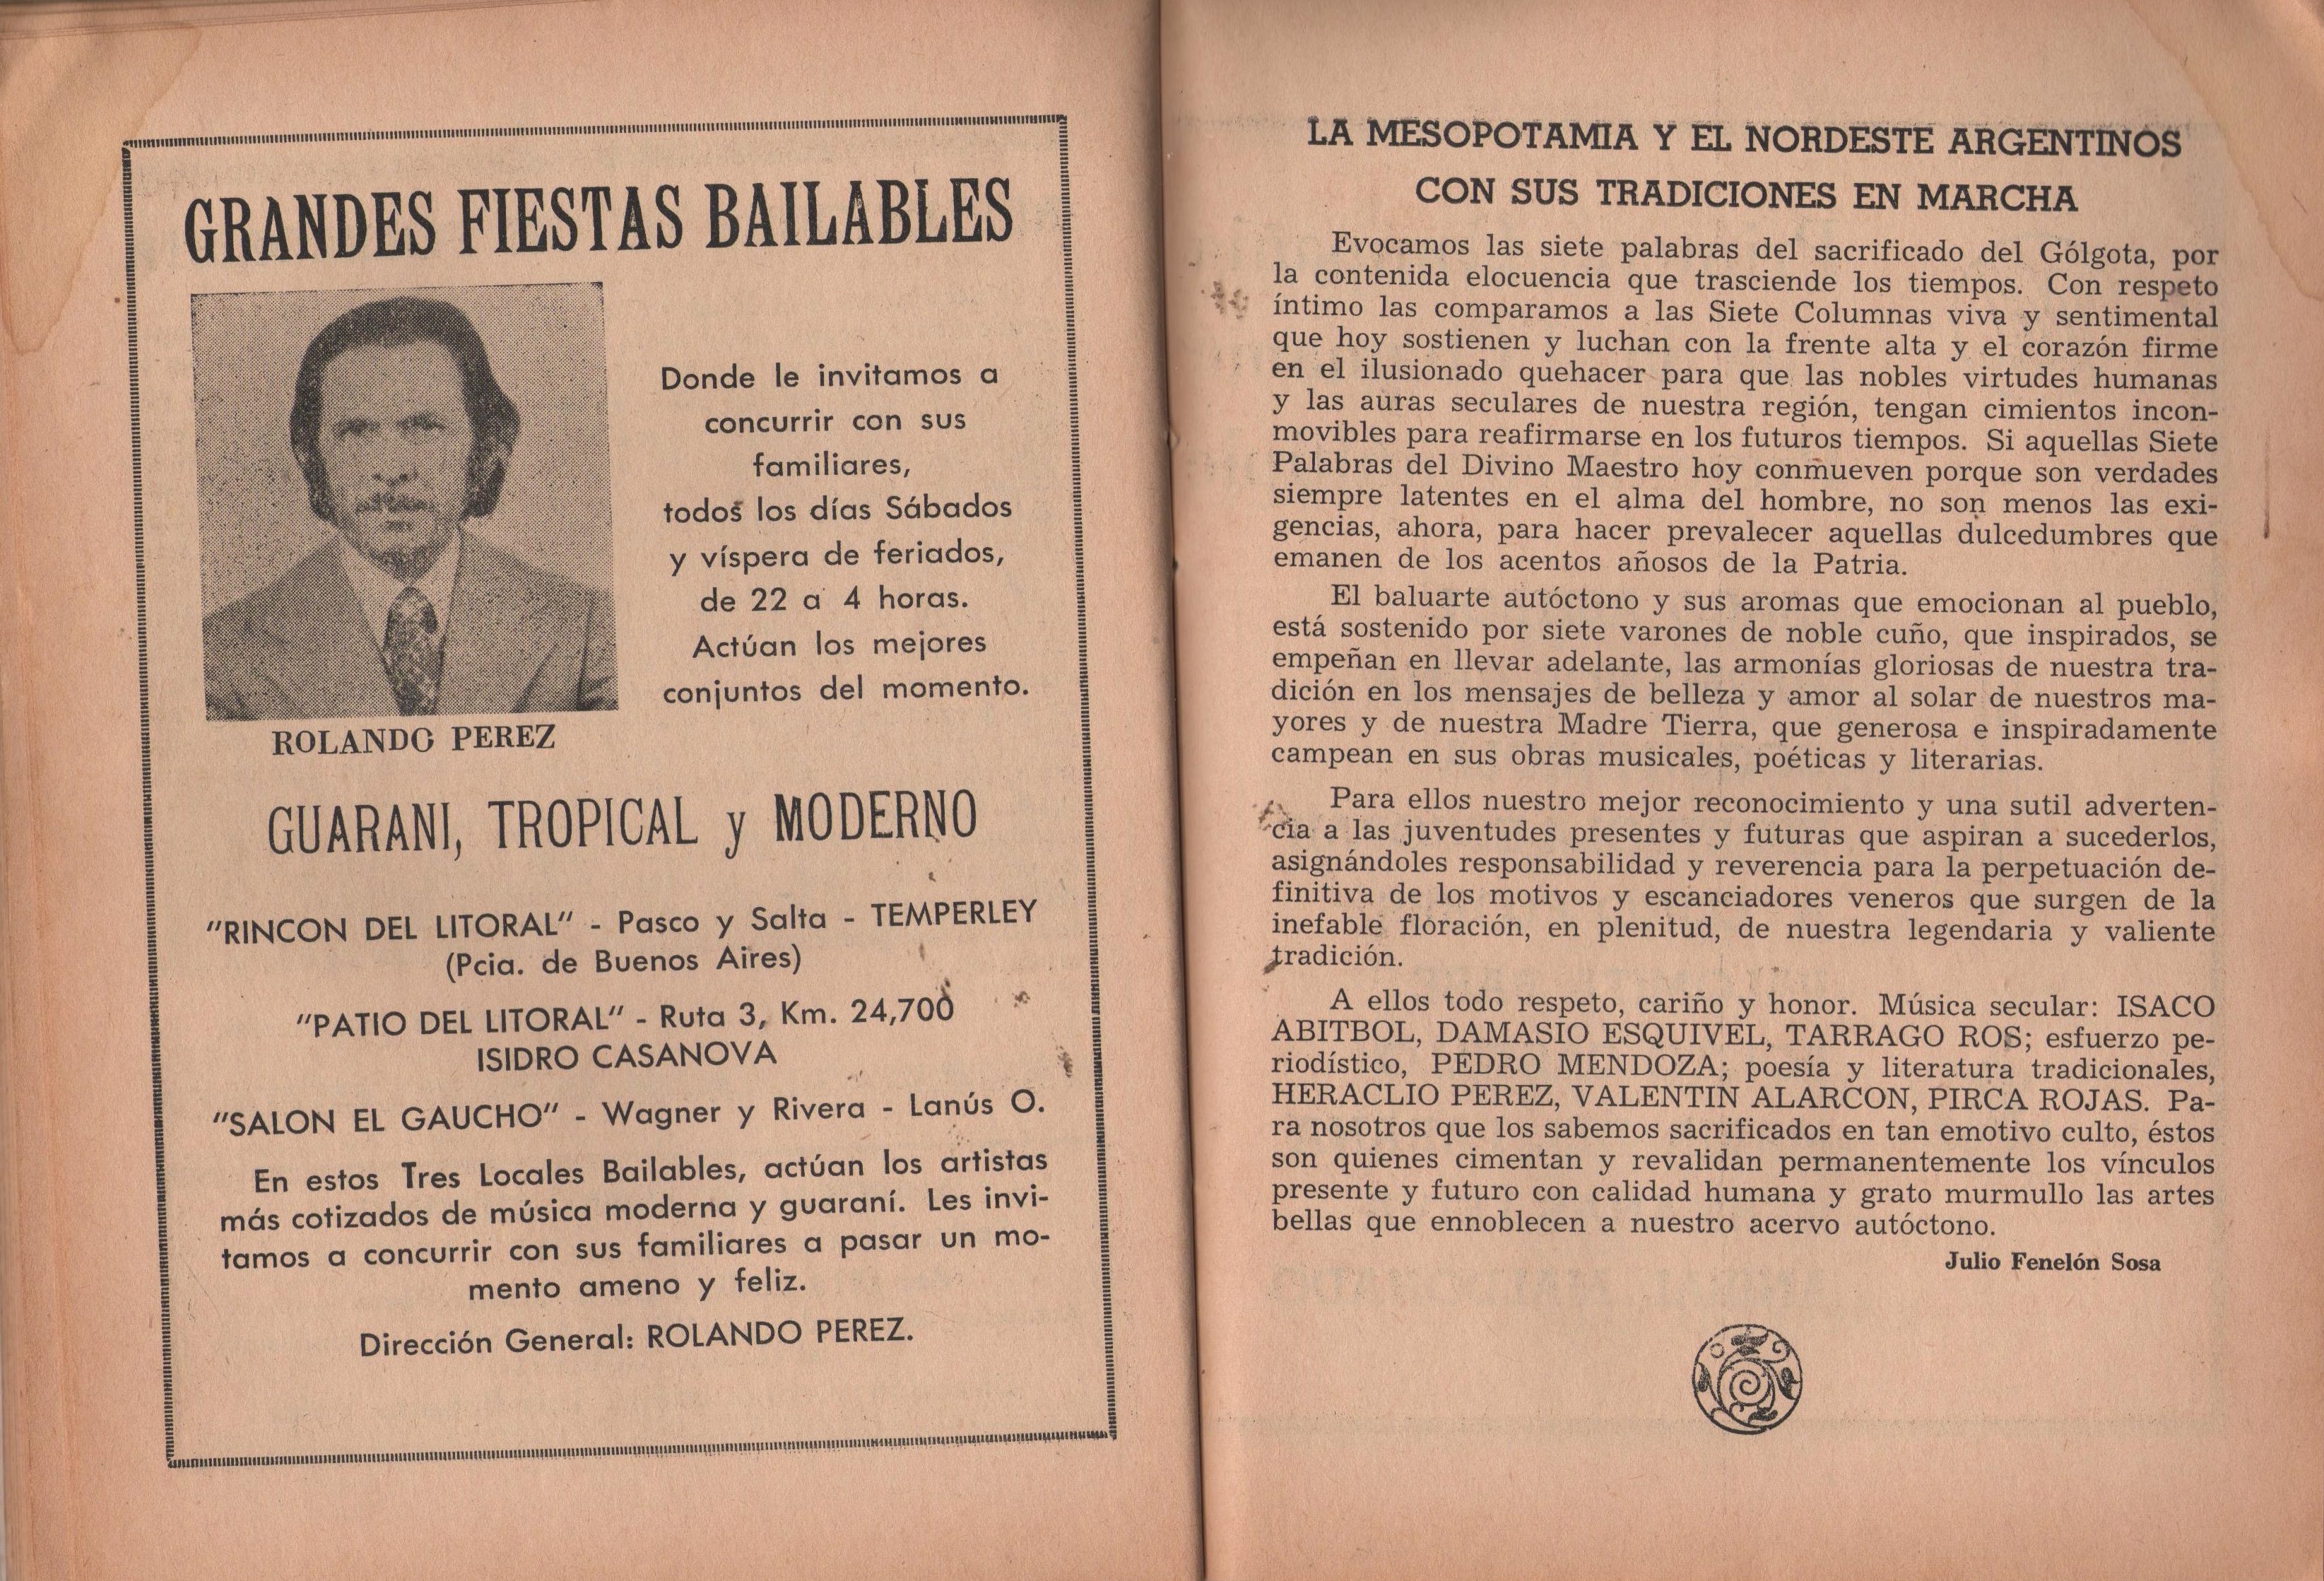 GRANDES FIESTAS BAILABLES
Donde le invitamos a
concurrir con sus
familiares,
todos los días Sábados
y víspera de feriados,
de 22 a 4 horas.
Actúan los mejores
conjuntos del momento.
ROLANDO PEREZ
GUARANI, TROPICAL y MODERNO
"RINCON DEL LITORAL" - Pasco y Salta - TEMPERLEY
(Pcia. de Buenos Aires)
"PATIO DEL LITORAL" - Ruta 3, Km. 24,700
ISIDRO CASANOVA
"SALON EL GAUCHO" - Wagner y Rivera - Lanús O.
En estos Tres Locales Bailables, actúan los artistas
más cotizados de música moderna y guaraní. Les invi-
tamos a concurrir con sus familiares a pasar un mo-
mento ameno y feliz.
Dirección General: ROLANDO PEREZ.
LA MESOPOTAMIA Y EL NORDESTE ARGENTINOS
CON SUS TRADICIONES EN MARCHA
Evocamos las siete palabras del sacrificado del Gólgota, por
la contenida elocuencia que trasciende los tiempos. Con respeto
íntimo las comparamos a las Siete Columnas viva y sentimental
que hoy sostienen y luchan con la frente alta y el corazón firme
en el ilusionado quehacer para que las nobles virtudes humanas
y las auras seculares de nuestra región, tengan cimientos incon-
movibles para reafirmarse en los futuros tiempos. Si aquellas Siete
Palabras del Divino Maestro hoy conmueven porque son verdades
siempre latentes en el alma del hombre, no son menos las exi-
gencias, ahora, para hacer prevalecer aquellas dulcedumbres que
emanen de los acentos añosos de la Patria.
El baluarte autóctono y sus aromas que emocionan al pueblo,
está sostenido por siete varones de noble cuño, que inspirados, se
empeñan en llevar adelante, las armonías gloriosas de nuestra tra-
dición en los mensajes de belleza y amor al solar de nuestros ma-
yores y de nuestra Madre Tierra, que generosa e inspiradamente
campean en sus obras musicales, poéticas y literarias.
Para ellos nuestro mejor reconocimiento y una sutil adverten-
cia a las juventudes presentes y futuras que aspiran a sucederlos,
asignándoles responsabilidad y reverencia para la perpetuación de-
finitiva de los motivos y escanciadores veneros que surgen de la
inefable floración, en plenitud, de nuestra legendaria y valiente
tradición.
A ellos todo respeto, cariño y honor. Música secular: ISACO
ABITBOL, DAMASIO ESQUIVEL, TARRAGO ROS; esfuerzo pe-
riodístico, PEDRO MENDOZA; poesía y literatura tradicionales,
HERACLIO PEREZ, VALENTIN ALARCON, PIRCA ROJAS. Pa-
ra nosotros que los sabemos sacrificados en tan emotivo culto, éstos
son quienes cimentan y revalidan permanentemente los vínculos
presente y futuro con calidad humana y grato murmullo las artes
bellas que ennoblecen a nuestro acervo autóctono.
Julio Fenelón Sosa